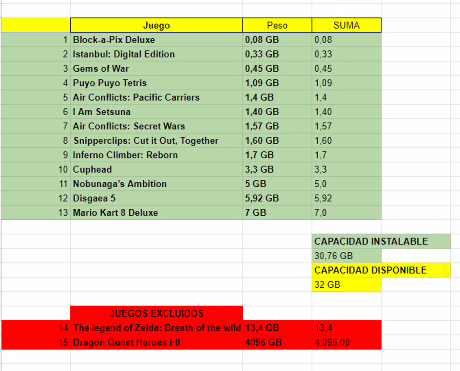 Juego Peso SUMA
1 Block-a-Pix Deluxe 0,08 GB 0,08
2 Istanbul: Digital Edition 0,33 GB 0,33
3 Gems of War 0,45 GB 0,45
4 Puyo Puyo Tetris 1,09 GB 1,09
5 Air Conflicts: Pacific Carriers 1,4 GB 1,4
6 I Am Setsuna 1,40 GB 1,40
7 Air Conflicts: Secret Wars 1,57 GB 1,57
8 Snipperclips: Cut it Out, Together 1,60 GB 1,60
9 Inferno Climber: Reborn 1,7 GB 1,7
10 Cuphead 3,3 GB 3,3
11 Nobunaga's Ambition 5 GB 5,0
12 Disgaea 5 5,92 GB 5,92
13 Mario Kart 8 Deluxe 7 GB 7,0
CAPACIDAD INSTALABLE
30,76 GB
CAPACIDAD DISPONIBLE
32 GB
JUEGOS EXCLUIDOS
14 The legend of Zelda: Breath of the wild 13,4 GB 13,4
15 Dragon Quest Heroes I-II 4096 GB 4,096,00